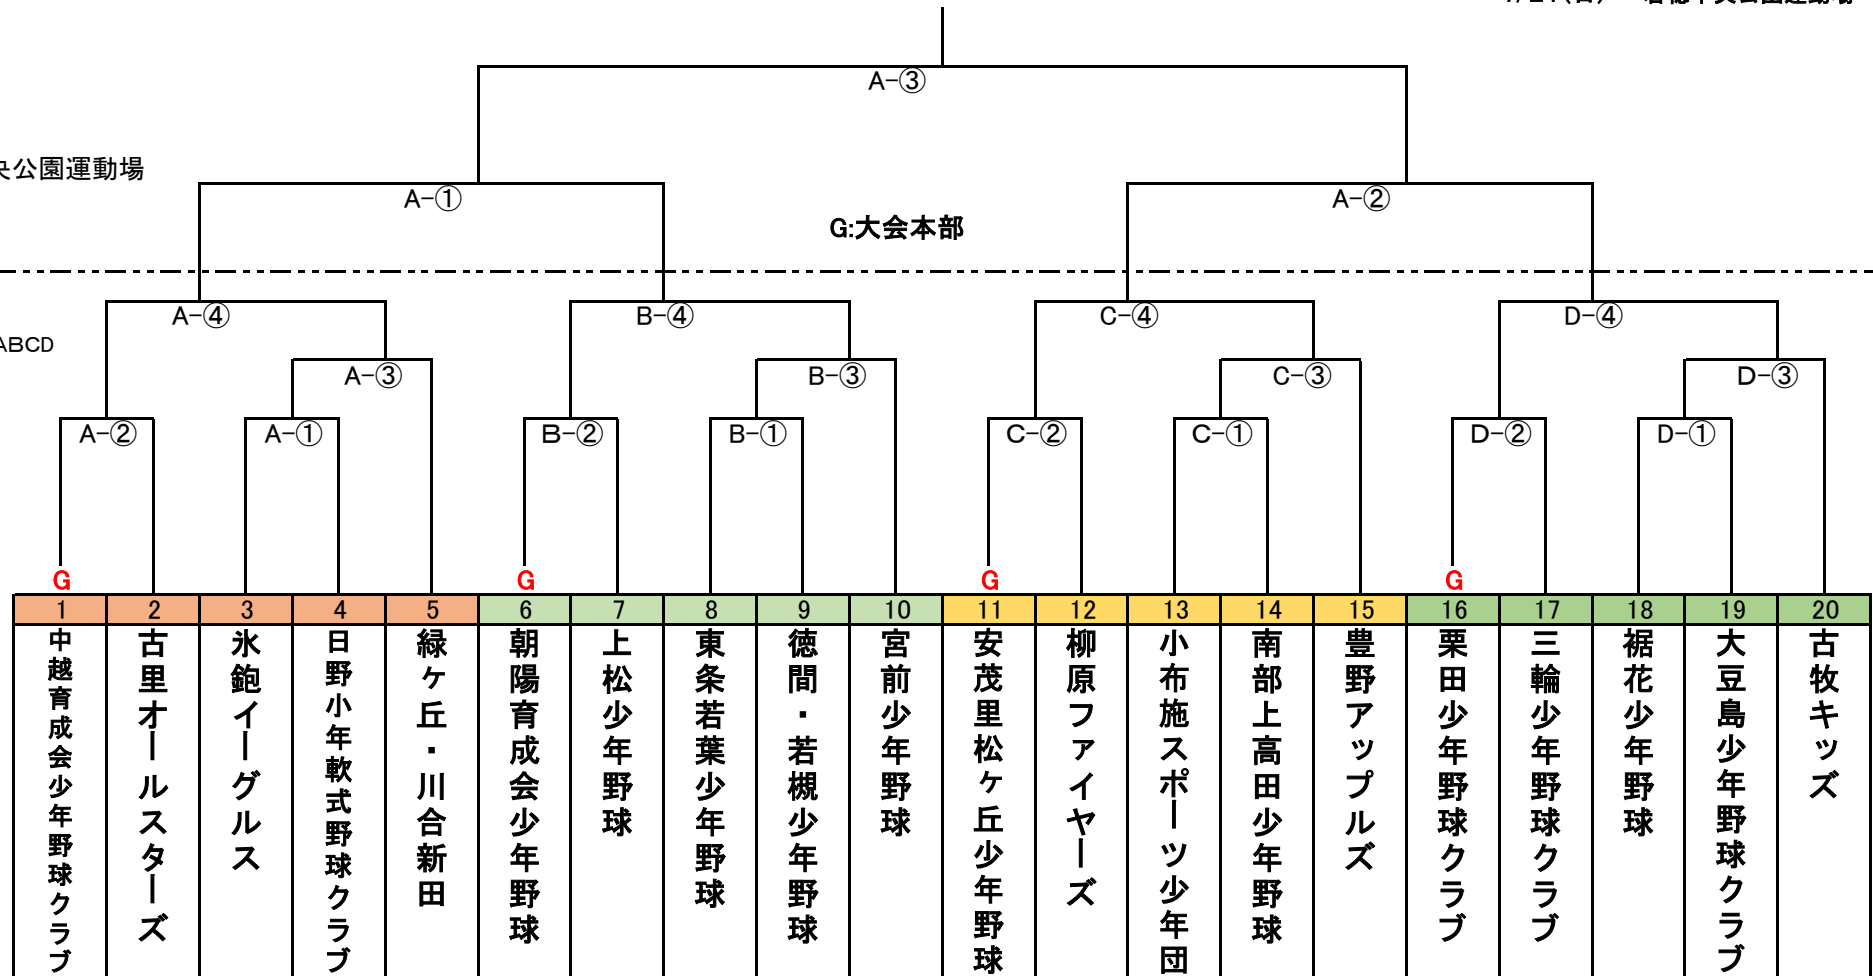 A-③
央公園運動場
A-①
A-②
G:大会本部
A-④
B-④
C-④
D-④
ABCD
A-③
B-③
C-③
D-③
A-②
A-①
B-②
B-①
C-②
C-①
D-②
D-①
G
G
G
G
1 2 3 4 5 6 7 8 9 10 11 12 13 14 15 16 17 18 19 20
中越育成会少年野球クラブ
古里オールスターズ
氷鉋イーグルス
日野小年軟式野球クラブ
緑ヶ丘・川合新田
朝陽育成会少年野球
上松少年野球
東条若葉少年野球
徳間・若槻少年野球
宮前少年野球
安茂里松ヶ丘少年野球
柳原ファイヤーズ
小布施スポーツ少年団
南部上高田少年野球
豊野アップルズ
栗田少年野球クラブ
三輪少年野球クラブ
裾花少年野球
大豆島少年野球クラブ
古牧キッズ